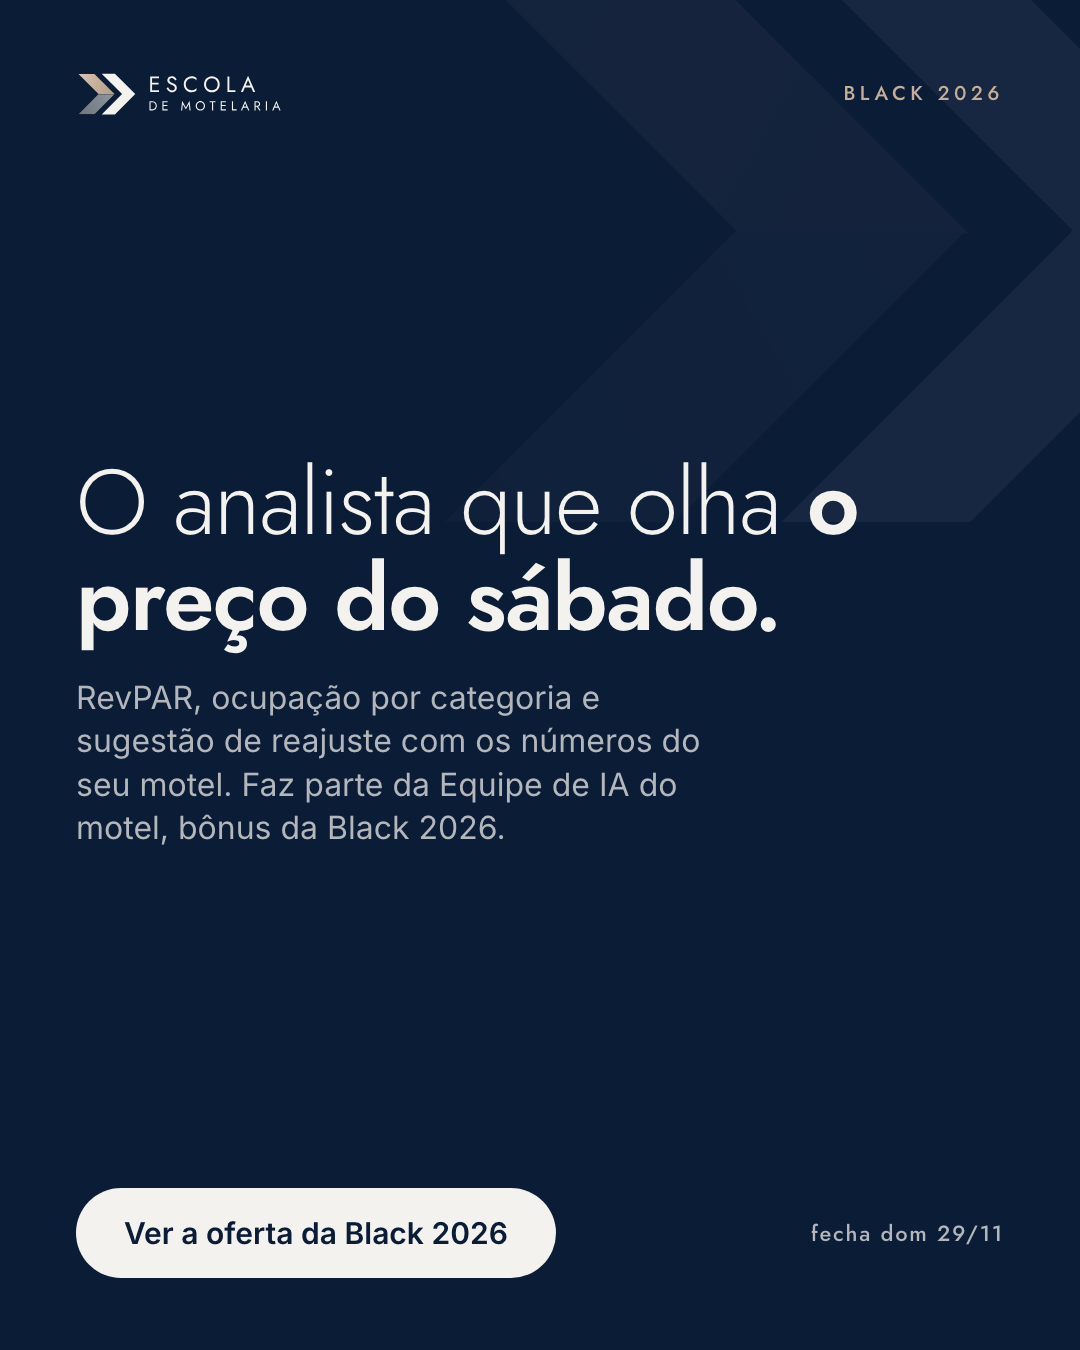 ESCOLA
DE MOTELARIA
BLACK 2026
O analista que olha o
preço do sábado.
RevPAR, ocupação por categoria e
sugestão de reajuste com os números do
seu motel. Faz parte da Equipe de IA do
motel, bônus da Black 2026.
Ver a oferta da Black 2026
fecha dom 29/11